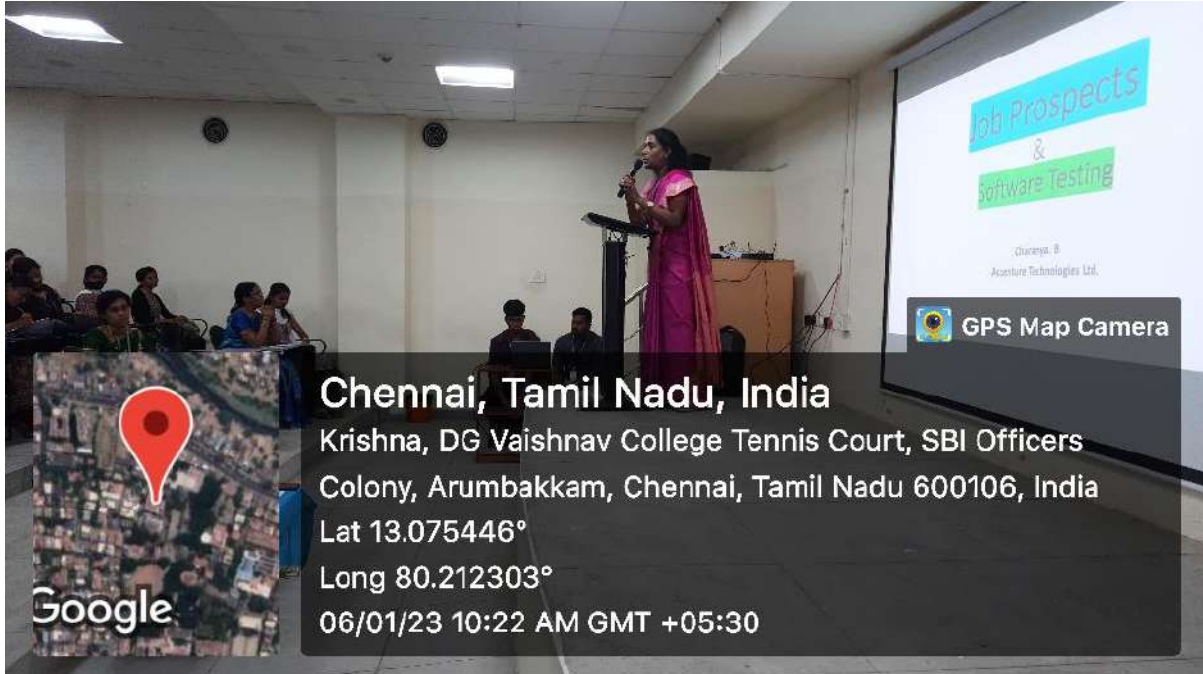 Job Prospects
&
Software Testing
Charanya. B
Accenture Technologies Ltd.
GPS Map Camera
Chennai, Tamil Nadu, India
Krishna, DG Vaishnav College Tennis Court, SBI Officers
Colony, Arumbakkam, Chennai, Tamil Nadu 600106, India
Lat 13.075446°
Long 80.212303°
06/01/23 10:22 AM GMT +05:30
Google